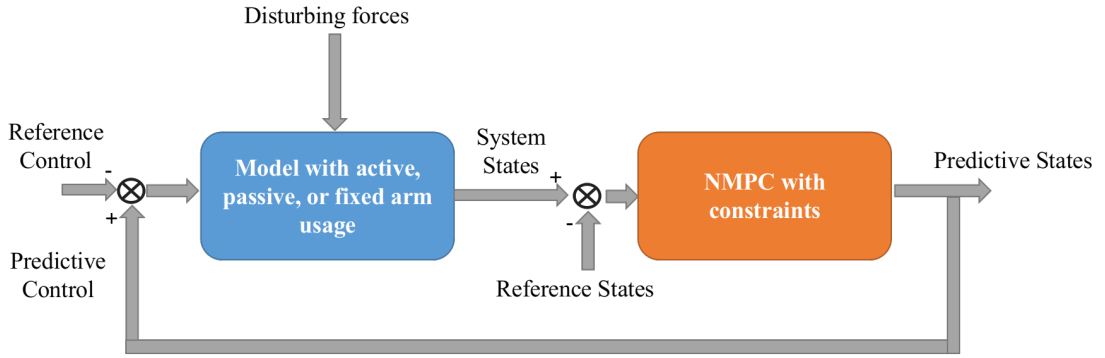 Disturbing forces
Reference
Control
-
+
Predictive
Control
Model with active,
passive, or fixed arm
usage
System
States
+
-
Reference States
NMPC with
constraints
Predictive States